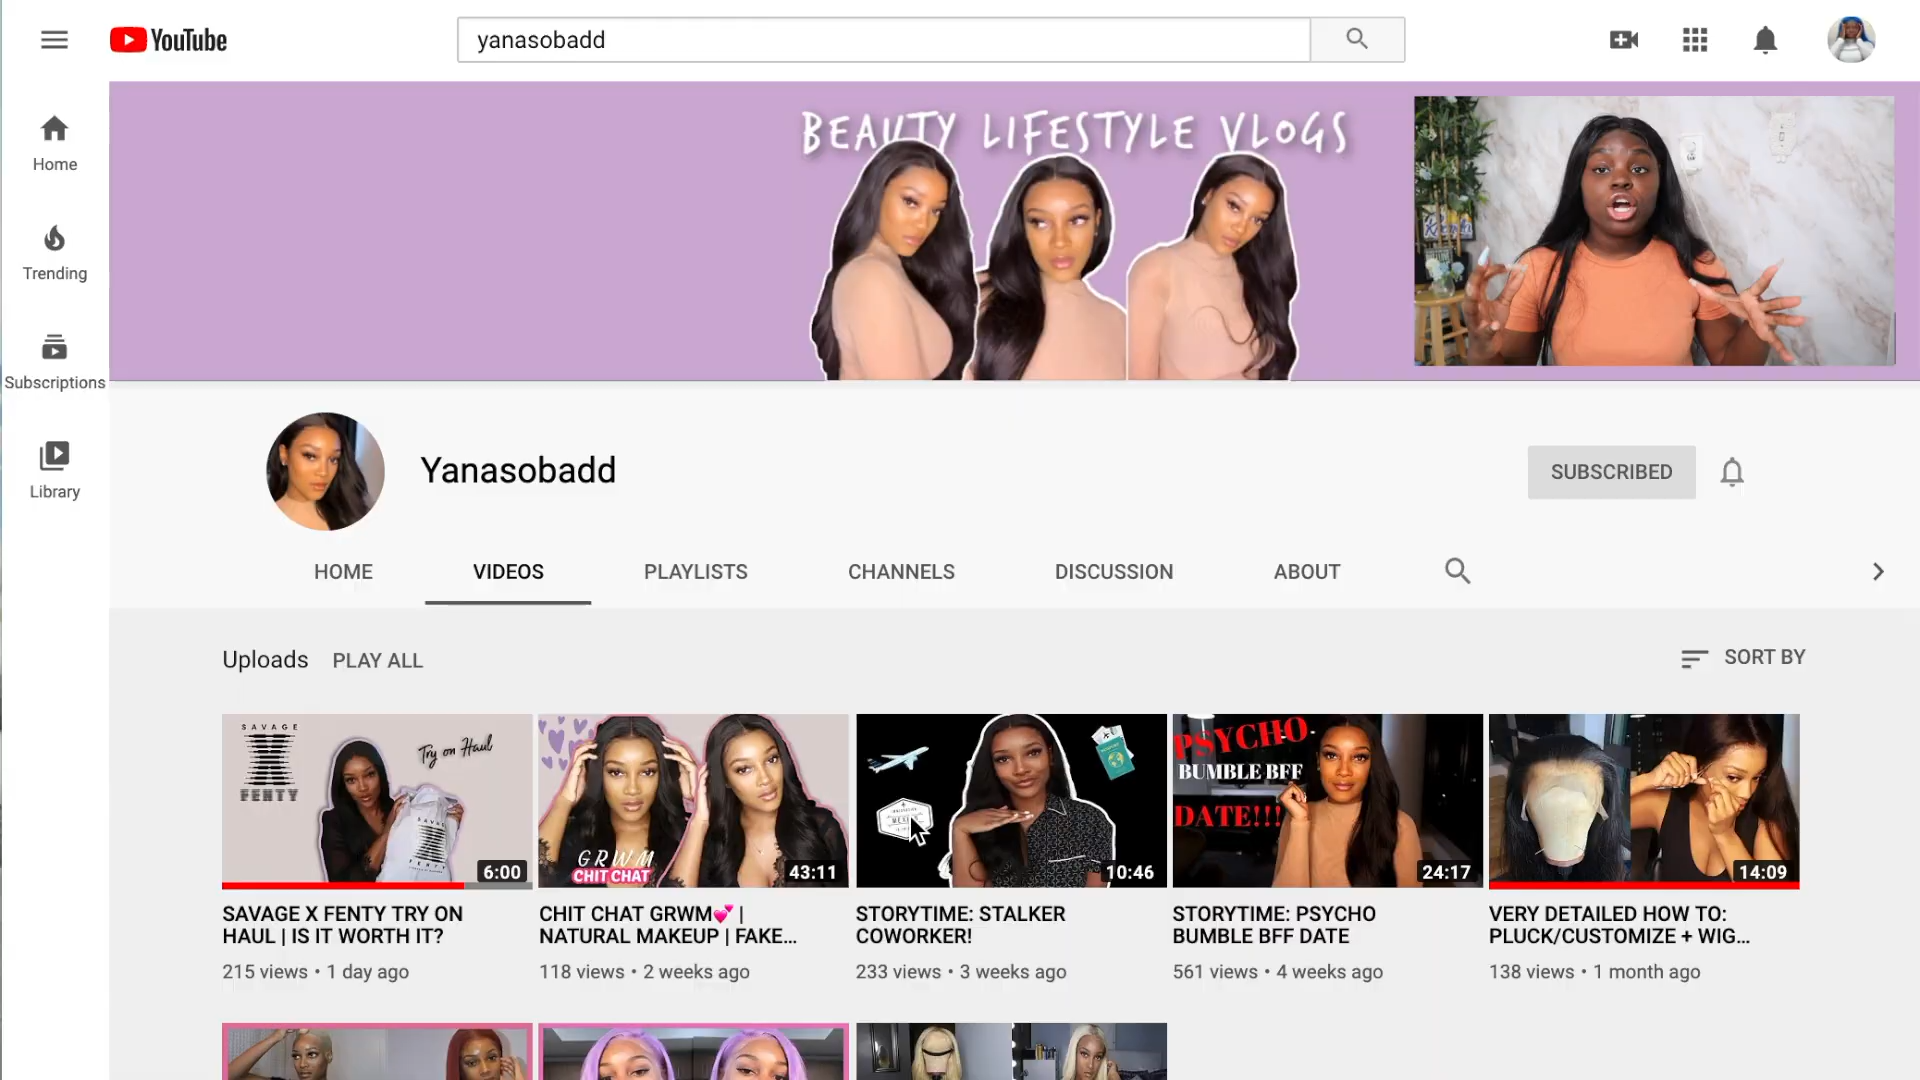 YouTube
yanasobadd
Home
Trending
Subscriptions
Library
BEAUTY LIFESTYLE VLOGS
Yanasobadd
SUBSCRIBED
HOME
VIDEOS
PLAYLISTS
CHANNELS
DISCUSSION
ABOUT
Uploads
PLAY ALL
SORT BY
SAVAGE
X
FENTY
Try on Haul
SAVAGE
FENTY
6:00
GRWM
CHIT CHAT
43:11
10:46
PSYCHO
BUMBLE BFF
DATE!!!
24:17
14:09
SAVAGE X FENTY TRY ON
HAUL | IS IT WORTH IT?
215 views • 1 day ago
CHIT CHAT GRWM💕 |
NATURAL MAKEUP | FAKE...
118 views • 2 weeks ago
STORYTIME: STALKER
COWORKER!
233 views • 3 weeks ago
STORYTIME: PSYCHO
BUMBLE BFF DATE
561 views • 4 weeks ago
VERY DETAILED HOW TO:
PLUCK/CUSTOMIZE + WIG...
138 views • 1 month ago